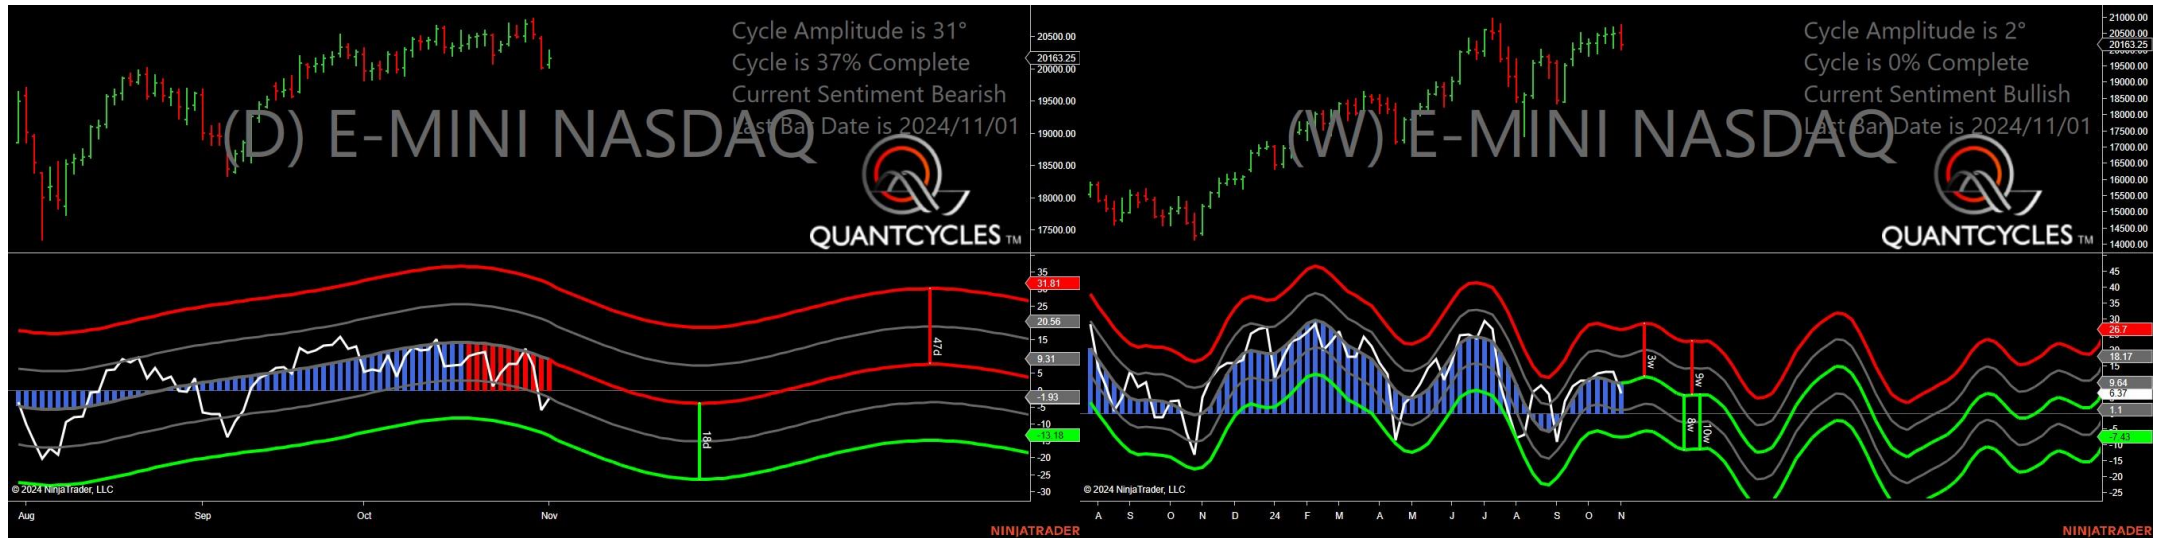 Cycle Amplitude is 31°
Cycle is 37% Complete
Current Sentiment Bearish
Last Bar Date is 2024/11/01
(D) E-MINI NASDAQ
QUANTCYCLES TM
20500.00
20163.25
20000.00
19500.00
19000.00
18500.00
18000.00
17500.00
35
31.81
25
20.56
15
9.31
5
-1.93
-5
-10
-13.18
-20
-25
-30
47d
18d
© 2024 NinjaTrader, LLC
Aug Sep Oct Nov
NINJATRADER
Cycle Amplitude is 2°
Cycle is 0% Complete
Current Sentiment Bullish
Last Bar Date is 2024/11/01
(W) E-MINI NASDAQ
QUANTCYCLES TM
21000.00
20500.00
20163.25
19500.00
19000.00
18500.00
18000.00
17500.00
17000.00
16500.00
16000.00
15500.00
15000.00
14500.00
14000.00
45
40
35
30
26.7
18.17
15
9.64
6.37
1.1
-7.43
-10
-15
-20
-25
3w
9w
8w
10w
© 2024 NinjaTrader, LLC
A S O N D 24 F M A M J J A S O N
NINJATRADER